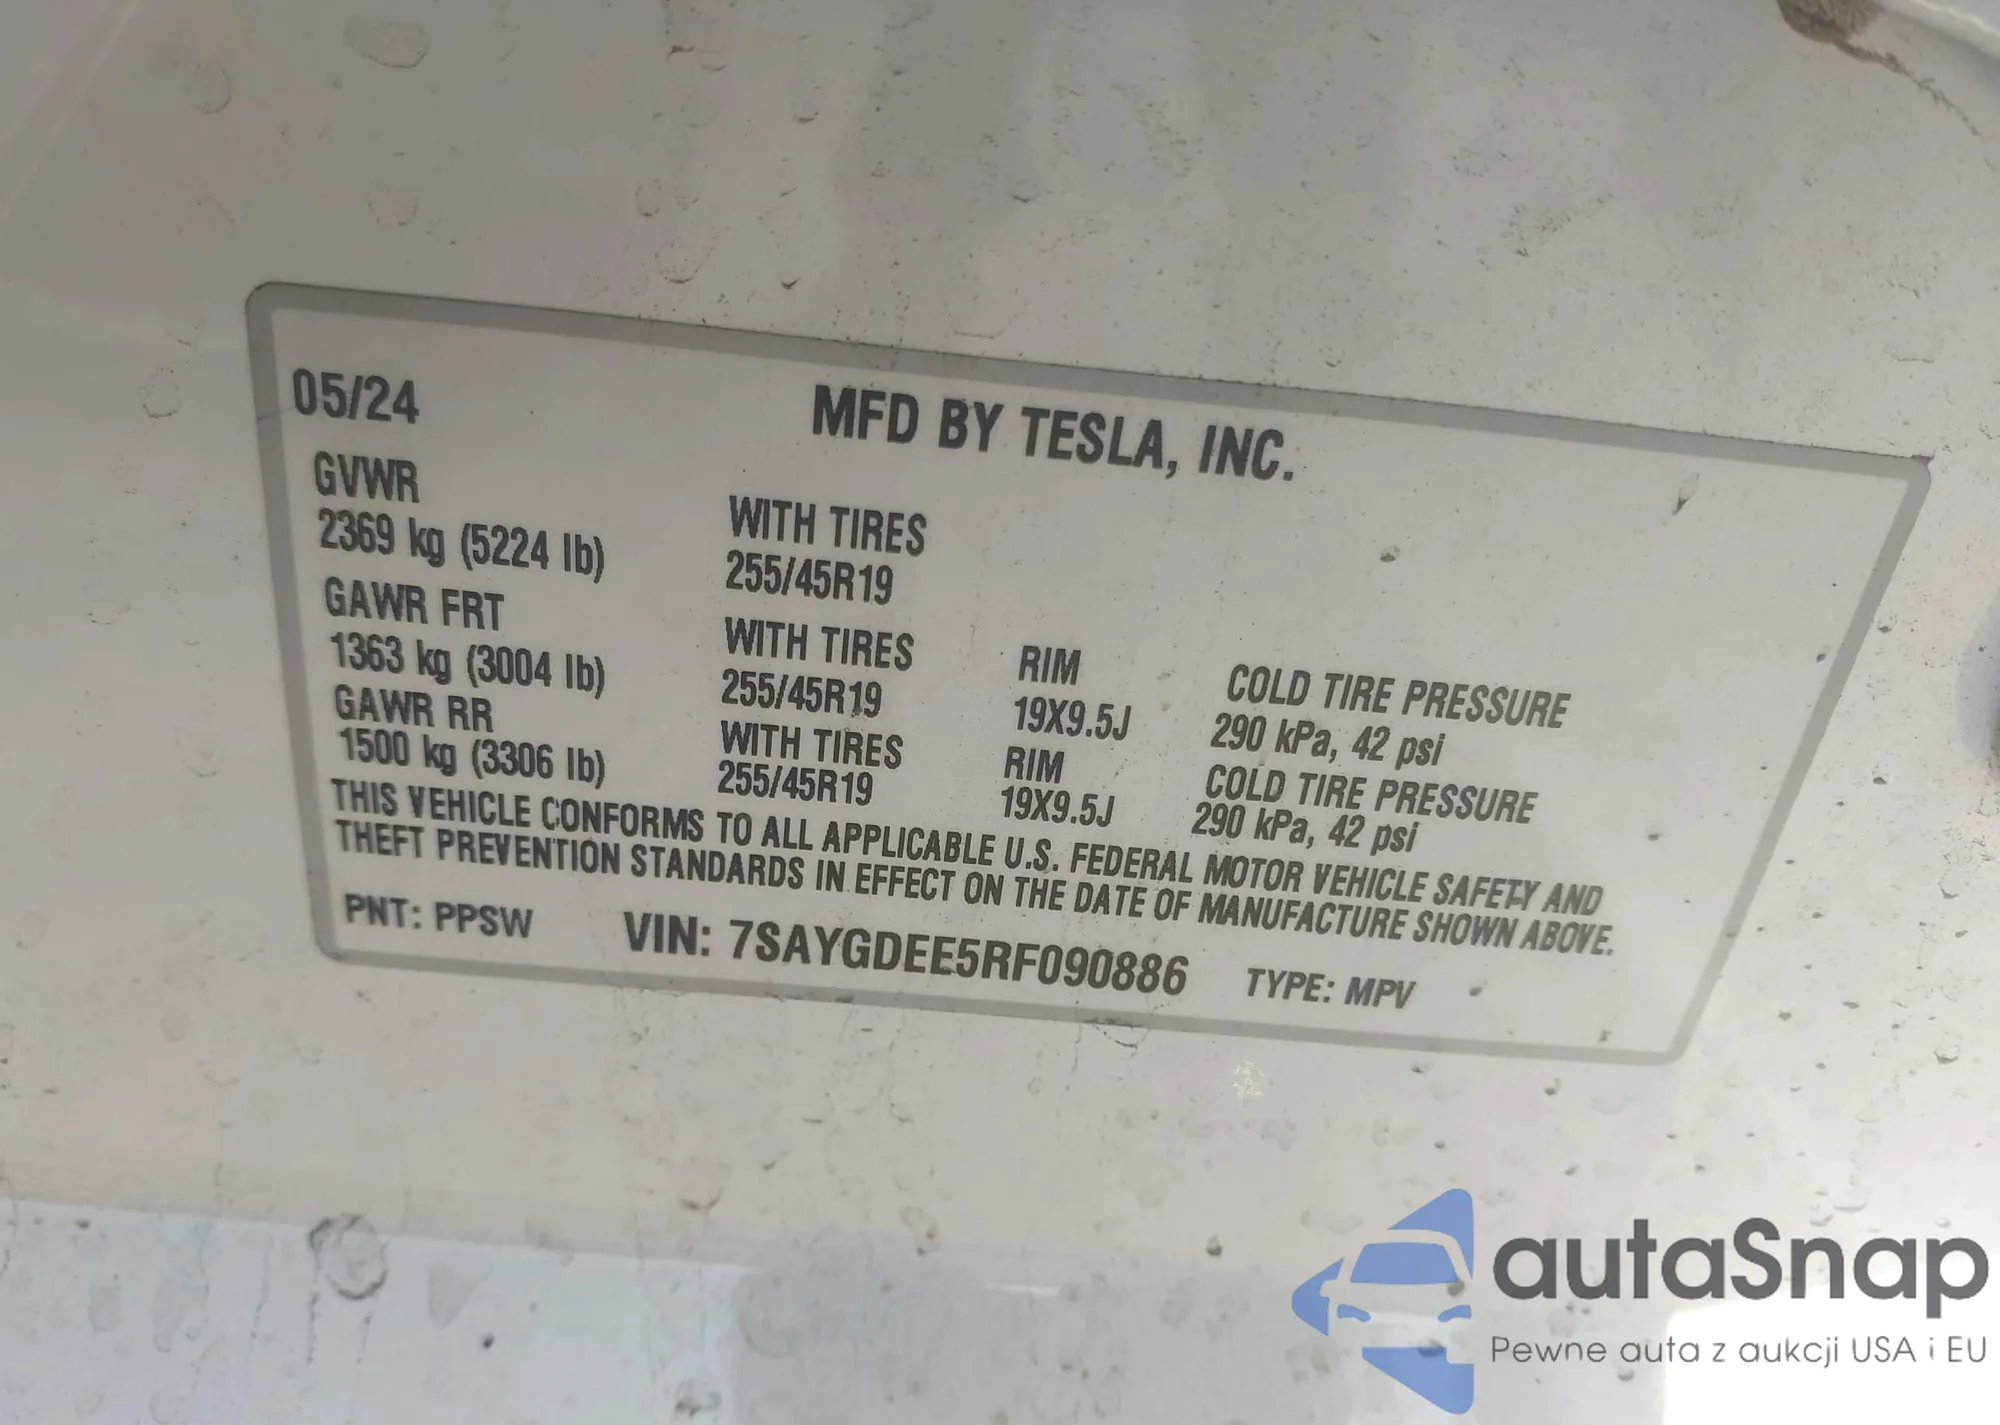 05/24
MFD BY TESLA, INC.
GVWR
2369 kg (5224 lb)
WITH TIRES
255/45R19
GAWR FRT
1363 kg (3004 lb)
WITH TIRES
255/45R19
RIM
19X9.5J
COLD TIRE PRESSURE
290 kPa, 42 psi
GAWR RR
1500 kg (3306 lb)
WITH TIRES
255/45R19
RIM
19X9.5J
COLD TIRE PRESSURE
290 kPa, 42 psi
THIS VEHICLE CONFORMS TO ALL APPLICABLE U.S. FEDERAL MOTOR VEHICLE SAFETY AND
THEFT PREVENTION STANDARDS IN EFFECT ON THE DATE OF MANUFACTURE SHOWN ABOVE.
PNT: PPSW VIN: 7SAYGDEE5RF090886 TYPE: MPV
autaSnap
Pewne auta z aukcji USA i EU